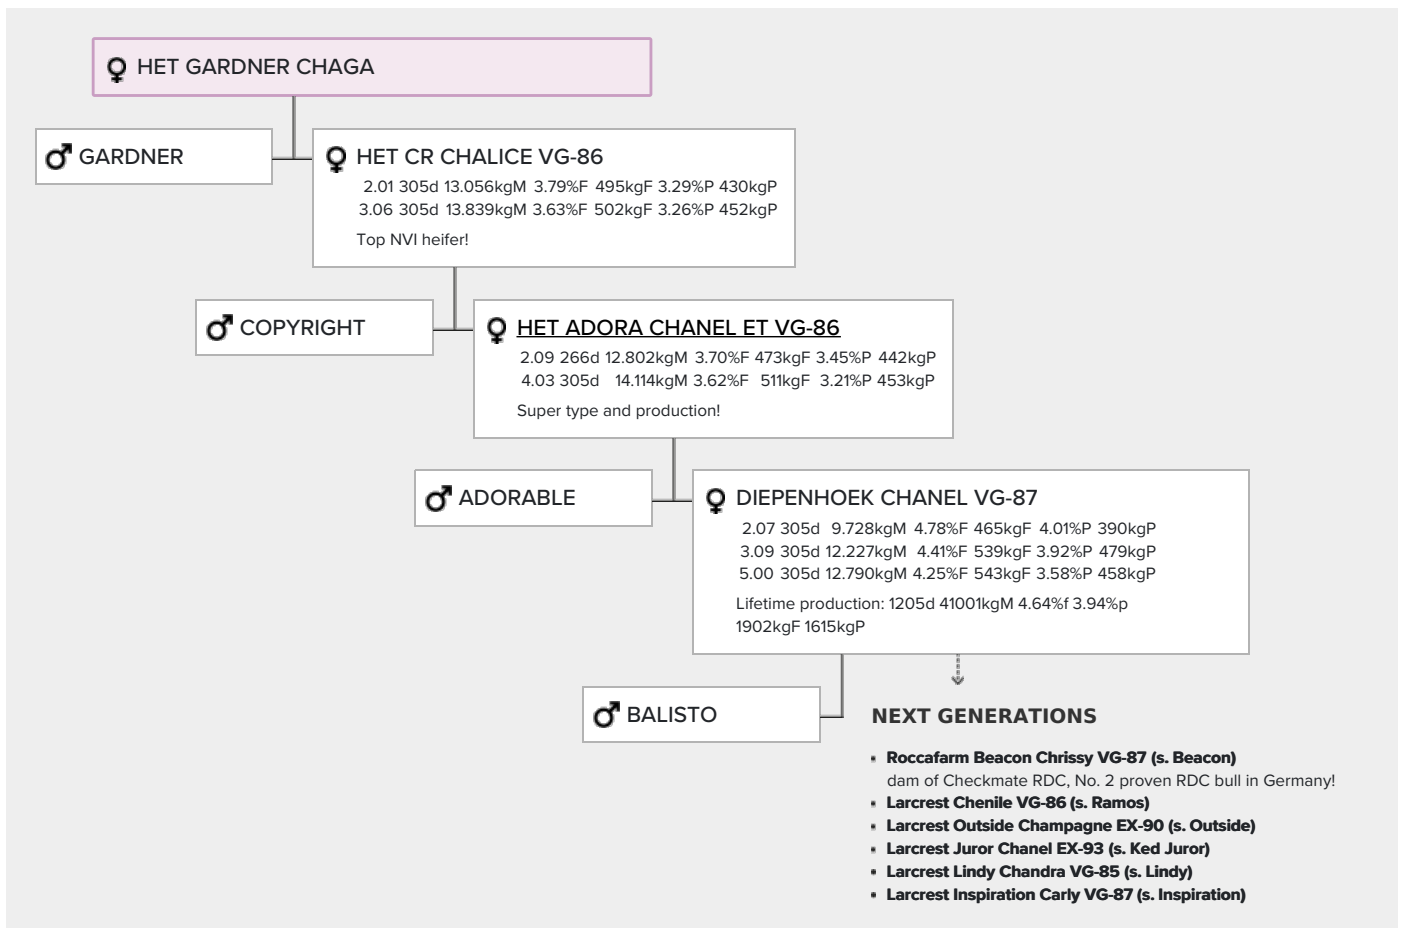 HET GARDNER CHAGA
GARDNER
HET CR CHALICE VG-86
2.01 305d 13.056kgM 3.79%F 495kgF 3.29%P 430kgP
3.06 305d 13.839kgM 3.63%F 502kgF 3.26%P 452kgP
Top NVI heifer!
COPYRIGHT
HET ADORA CHANEL ET VG-86
2.09 266d 12.802kgM 3.70%F 473kgF 3.45%P 442kgP
4.03 305d 14.114kgM 3.62%F 511kgF 3.21%P 453kgP
Super type and production!
ADORABLE
DIEPENHOEK CHANEL VG-87
2.07 305d 9.728kgM 4.78%F 465kgF 4.01%P 390kgP
3.09 305d 12.227kgM 4.41%F 539kgF 3.92%P 479kgP
5.00 305d 12.790kgM 4.25%F 543kgF 3.58%P 458kgP
Lifetime production: 1205d 41001kgM 4.64%f 3.94%p
1902kgF 1615kgP
BALISTO
NEXT GENERATIONS
▪ Roccafarm Beacon Chrissy VG-87 (s. Beacon)
dam of Checkmate RDC, No. 2 proven RDC bull in Germany!
▪ Larcrest Chenile VG-86 (s. Ramos)
▪ Larcrest Outside Champagne EX-90 (s. Outside)
▪ Larcrest Juror Chanel EX-93 (s. Ked Juror)
▪ Larcrest Lindy Chandra VG-85 (s. Lindy)
▪ Larcrest Inspiration Carly VG-87 (s. Inspiration)